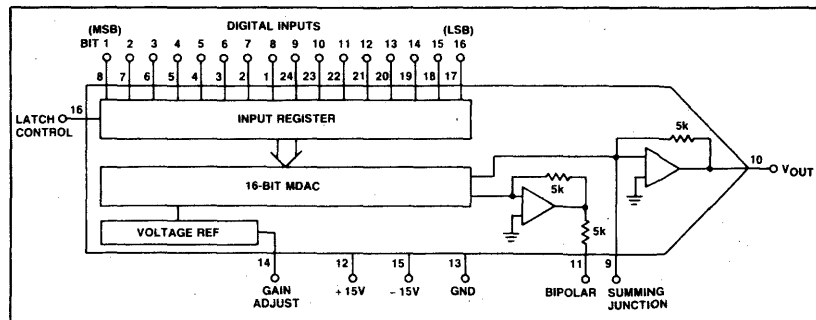 DIGITAL INPUTS
(MSB) (LSB)
BIT 1 2 3 4 5 6 7 8 9 10 11 12 13 14 15 16
8 7 6 5 4 3 2 1 24 23 22 21 20 19 18 17
16
LATCH
CONTROL
INPUT REGISTER
5k
10
VOUT
16-BIT MDAC
5k
5k
VOLTAGE REF
14 12 15 13 11 9
GAIN
ADJUST
+15V
-15V
GND
BIPOLAR
SUMMING
JUNCTION